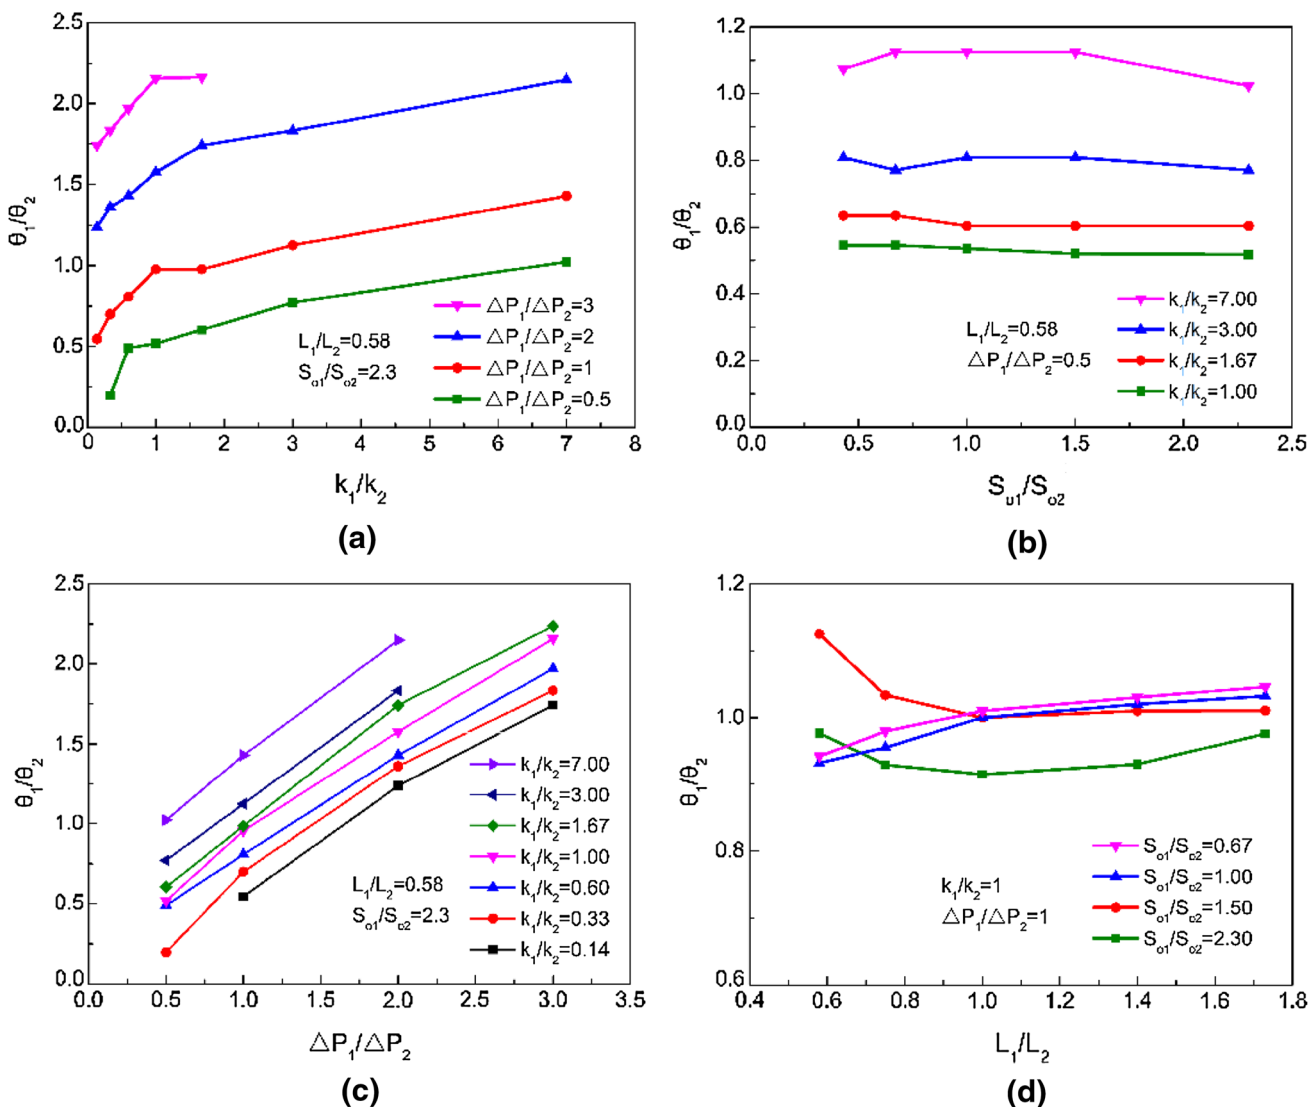 2.5
2.0
1.5
1.0
0.5
0.0
θ1/θ2
0 1 2 3 4 5 6 7 8
k1/k2
L1/L2=0.58
So1/So2=2.3
△P1/△P2=3
△P1/△P2=2
△P1/△P2=1
△P1/△P2=0.5
(a)
1.2
1.0
0.8
0.6
0.4
0.2
0.0
θ1/θ2
0.0 0.5 1.0 1.5 2.0 2.5
So1/So2
L1/L2=0.58
△P1/△P2=0.5
k1/k2=7.00
k1/k2=3.00
k1/k2=1.67
k1/k2=1.00
(b)
2.5
2.0
1.5
1.0
0.5
0.0
θ1/θ2
0.0 0.5 1.0 1.5 2.0 2.5 3.0 3.5
△P1/△P2
L1/L2=0.58
So1/So2=2.3
k1/k2=7.00
k1/k2=3.00
k1/k2=1.67
k1/k2=1.00
k1/k2=0.60
k1/k2=0.33
k1/k2=0.14
(c)
1.2
1.0
0.8
0.6
θ1/θ2
0.4 0.6 0.8 1.0 1.2 1.4 1.6 1.8
L1/L2
k1/k2=1
△P1/△P2=1
So1/So2=0.67
So1/So2=1.00
So1/So2=1.50
So1/So2=2.30
(d)